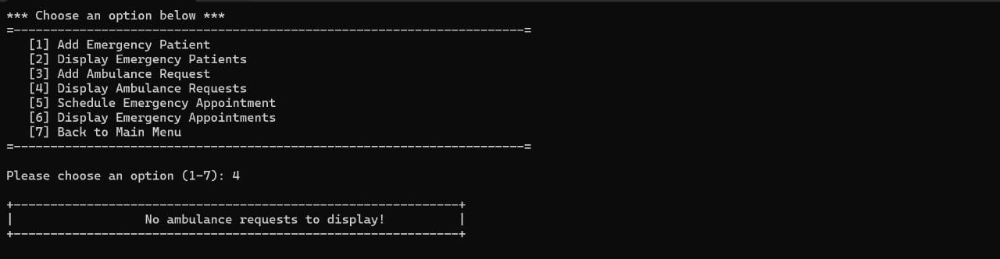 *** Choose an option below ***
=----------------------------------------------------------------------=
   [1] Add Emergency Patient
   [2] Display Emergency Patients
   [3] Add Ambulance Request
   [4] Display Ambulance Requests
   [5] Schedule Emergency Appointment
   [6] Display Emergency Appointments
   [7] Back to Main Menu
=----------------------------------------------------------------------=
Please choose an option (1-7): 4
+-------------------------------------------------------------+
|                  No ambulance requests to display!          |
+-------------------------------------------------------------+